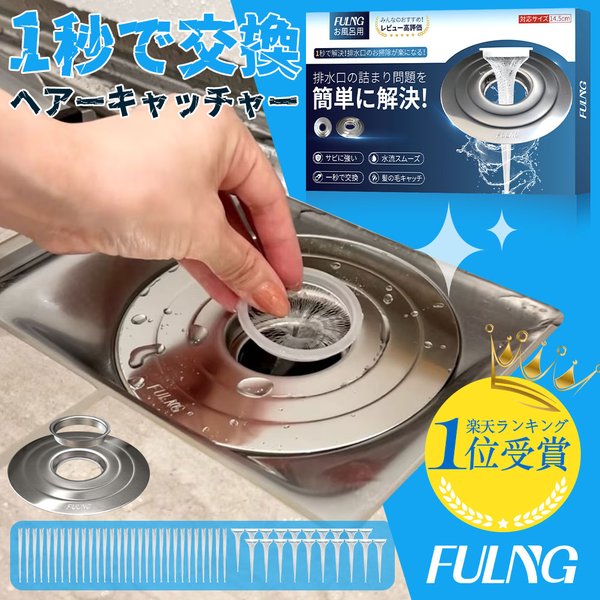 1秒で交換
ヘアーキャッチャー
FULNG
お風呂用
みんなのおすすめ!
レビュー高評価
対応サイズ 14.5cm
1秒で解決!排水口のお掃除が楽になる!
排水口の詰まり問題を
簡単に解決!
サビに強い
水流スムーズ
一秒で交換
髪の毛キャッチ
FULNG
FULNG
FULNG
FULNG
楽天ランキング
1位受賞
FULNG